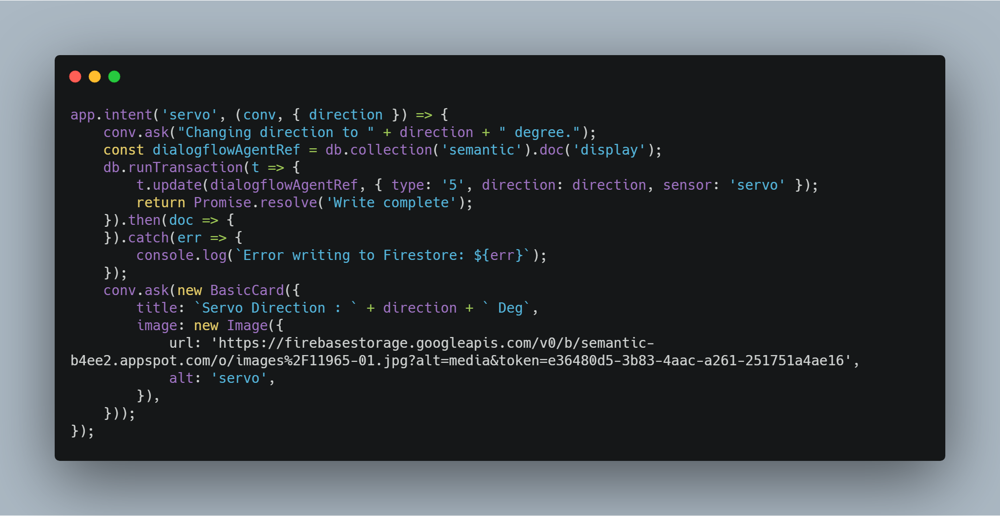 app.intent('servo', (conv, { direction }) => {
    conv.ask("Changing direction to " + direction + " degree.");
    const dialogflowAgentRef = db.collection('semantic').doc('display');
    db.runTransaction(t => {
        t.update(dialogflowAgentRef, { type: '5', direction: direction, sensor: 'servo' });
        return Promise.resolve('Write complete');
    }).then(doc => {
    }).catch(err => {
        console.log(`Error writing to Firestore: ${err}`);
    });
    conv.ask(new BasicCard({
        title: `Servo Direction : ` + direction + ` Deg`,
        image: new Image({
            url: 'https://firebasestorage.googleapis.com/v0/b/semantic-
b4ee2.appspot.com/o/images%2F11965-01.jpg?alt=media&token=e36480d5-3b83-4aac-a261-251751a4ae16',
            alt: 'servo',
        }),
    }));
});